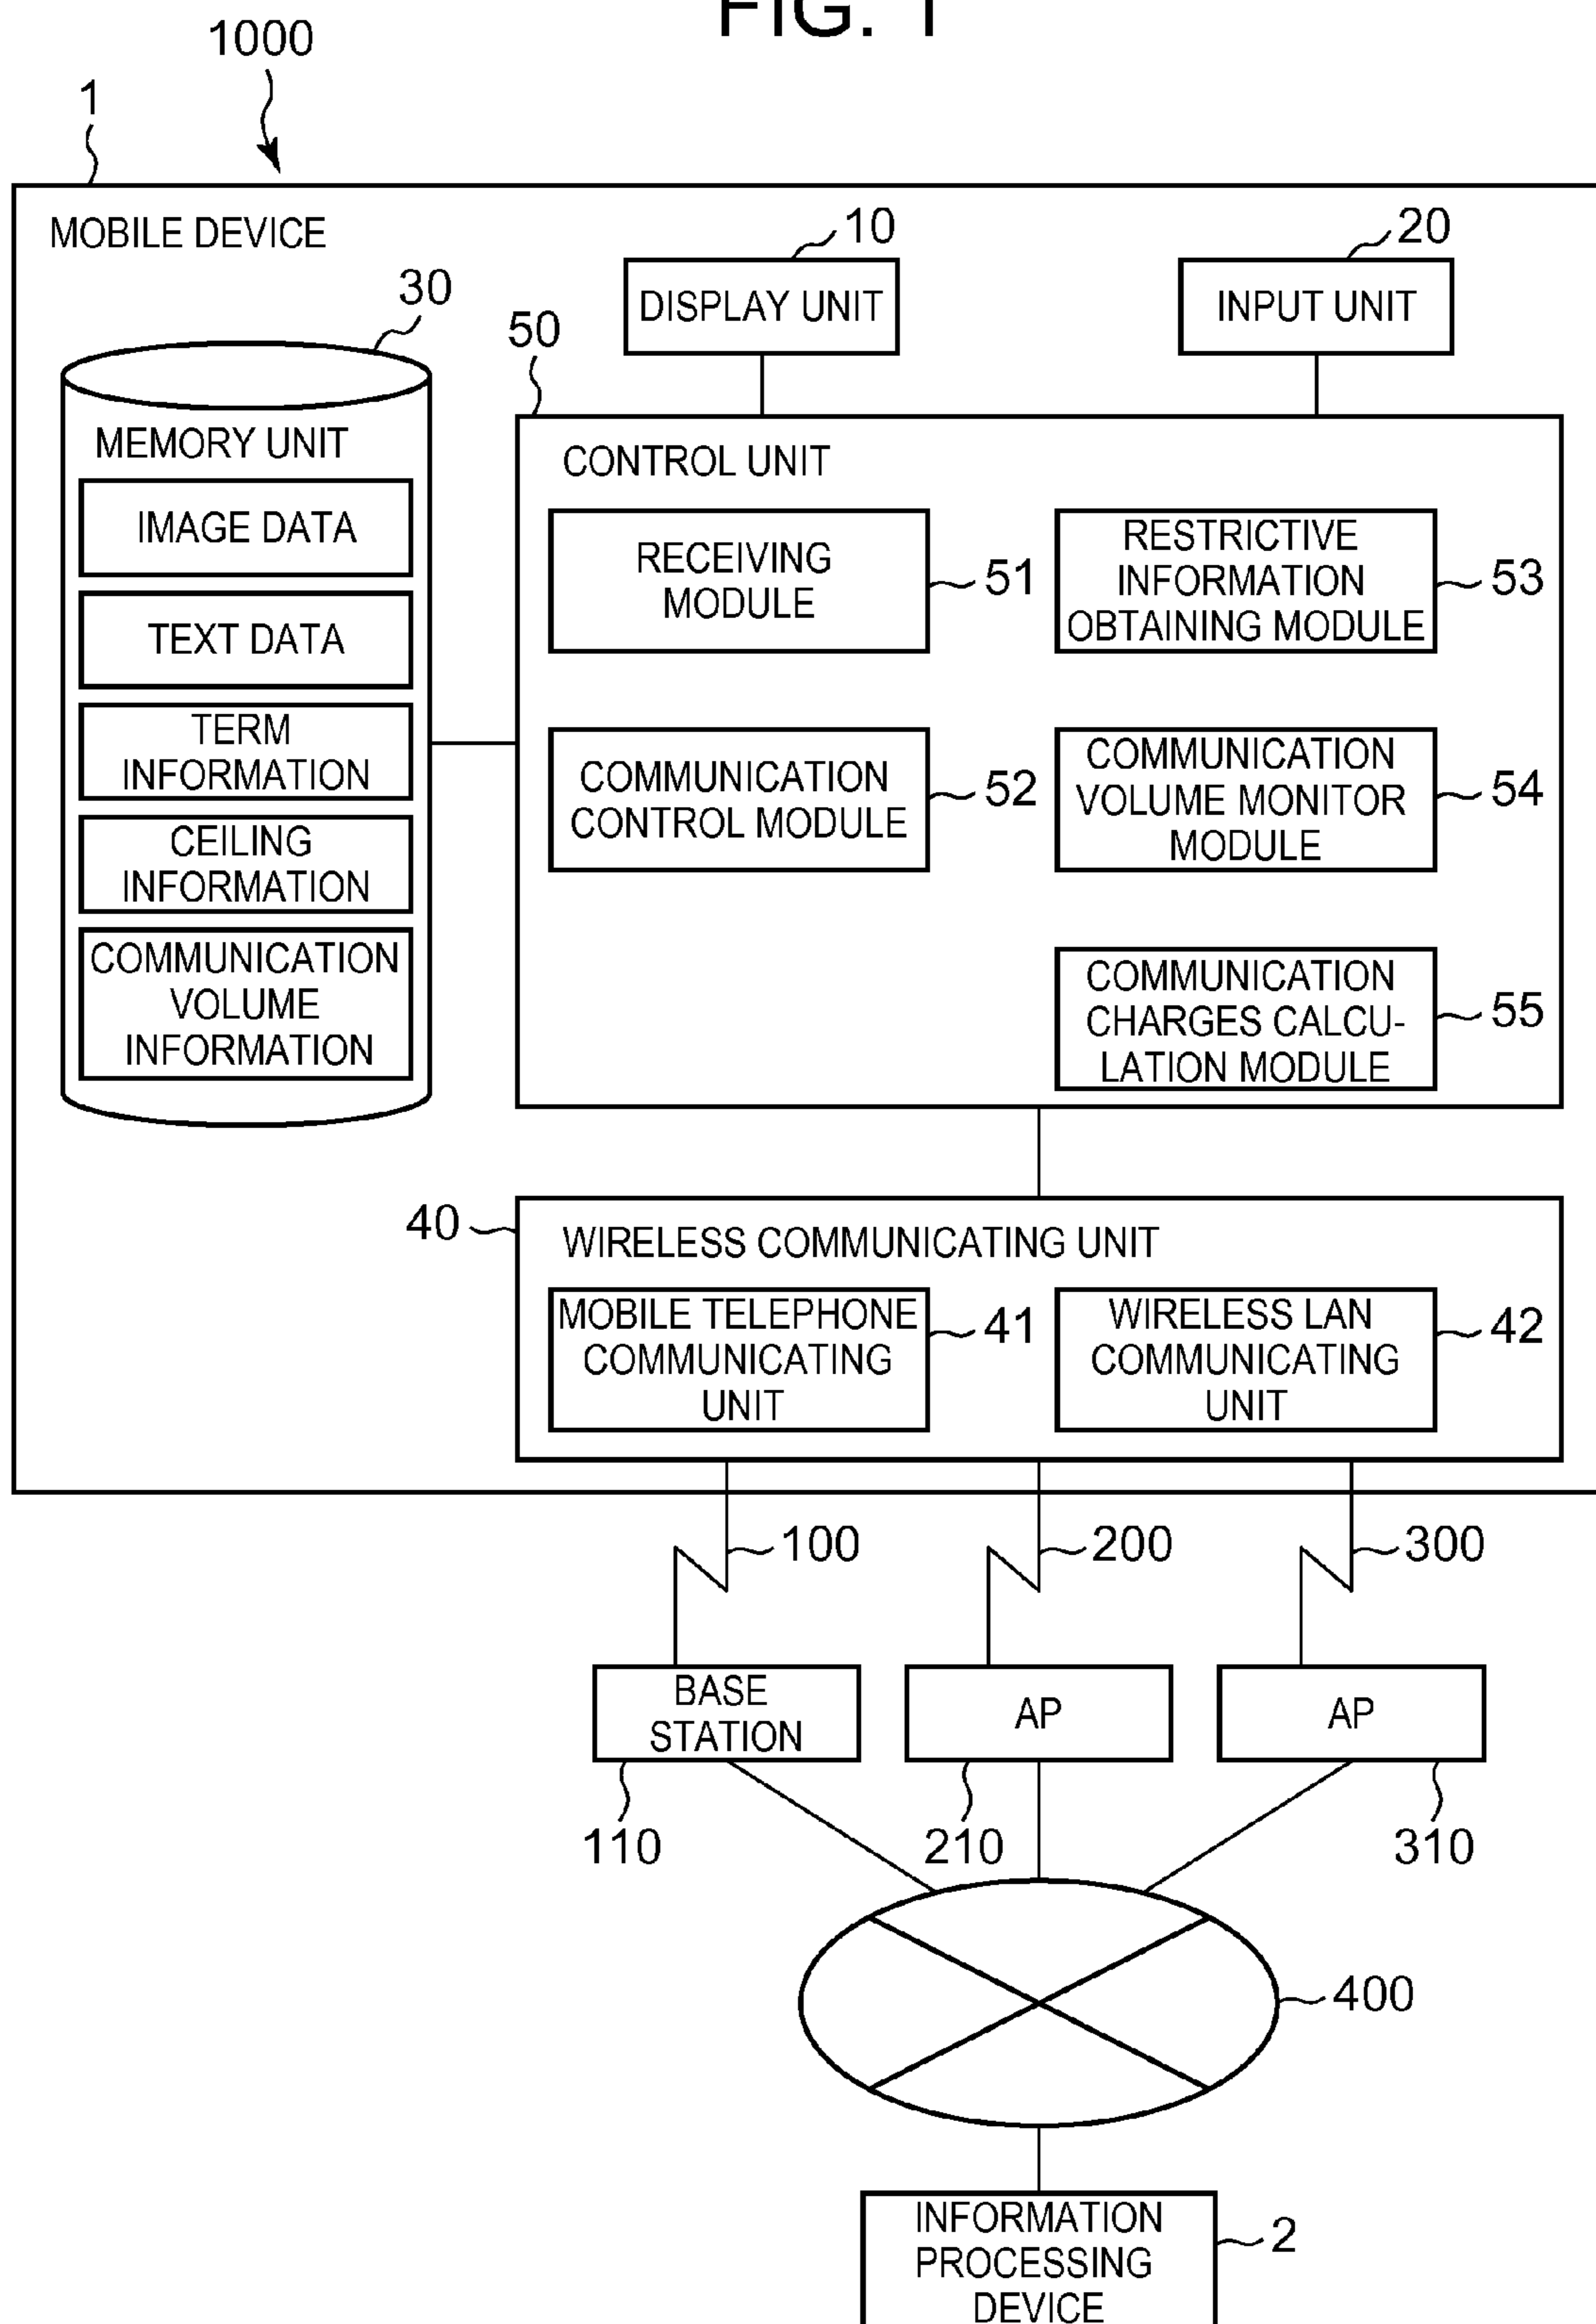 FIG. 1
1000
1
MOBILE DEVICE
10
20
30
DISPLAY UNIT
INPUT UNIT
50
MEMORY UNIT
IMAGE DATA
TEXT DATA
TERM
INFORMATION
CEILING
INFORMATION
COMMUNICATION
VOLUME
INFORMATION
CONTROL UNIT
RECEIVING
MODULE
51
RESTRICTIVE
INFORMATION
OBTAINING MODULE
53
COMMUNICATION
CONTROL MODULE
52
COMMUNICATION
VOLUME MONITOR
MODULE
54
COMMUNICATION
CHARGES CALCU-
LATION MODULE
55
40
WIRELESS COMMUNICATING UNIT
MOBILE TELEPHONE
COMMUNICATING
UNIT
41
WIRELESS LAN
COMMUNICATING
UNIT
42
100
200
300
BASE
STATION
AP
AP
110
210
310
400
INFORMATION
PROCESSING
DEVICE
2